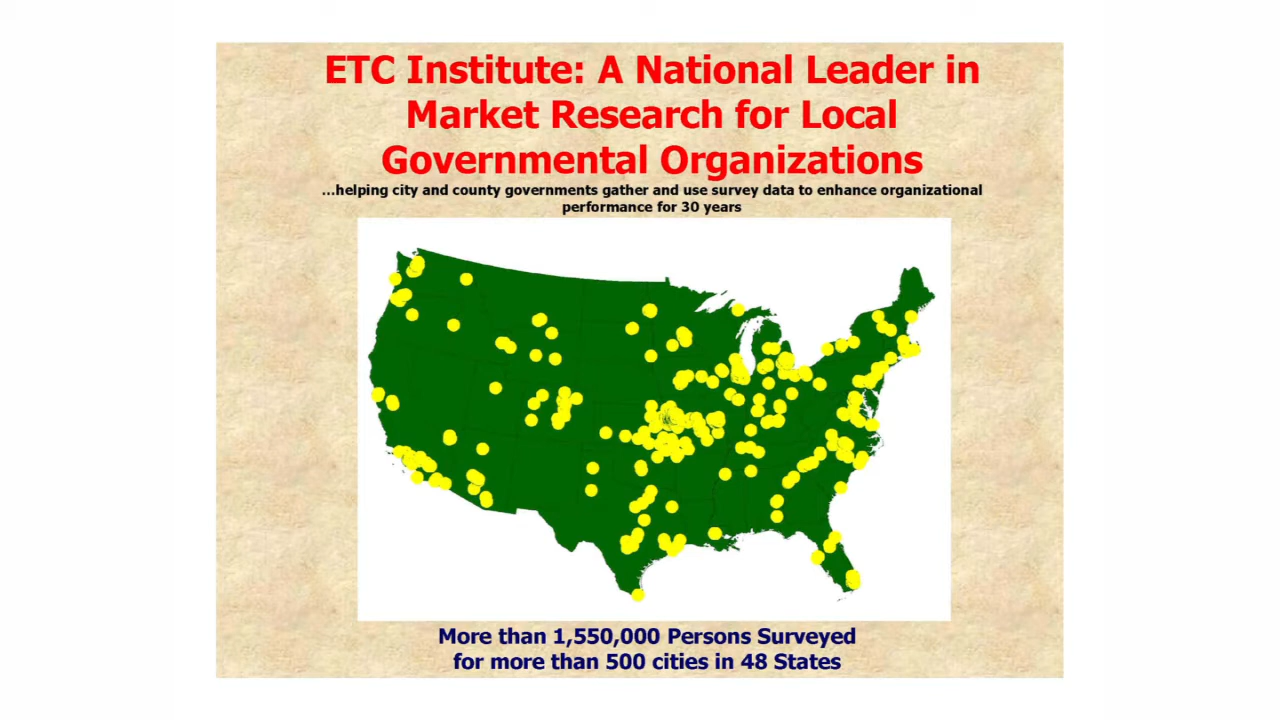 ETC Institute: A National Leader in
Market Research for Local
Governmental Organizations
…helping city and county governments gather and use survey data to enhance organizational
performance for 30 years
More than 1,550,000 Persons Surveyed
for more than 500 cities in 48 States